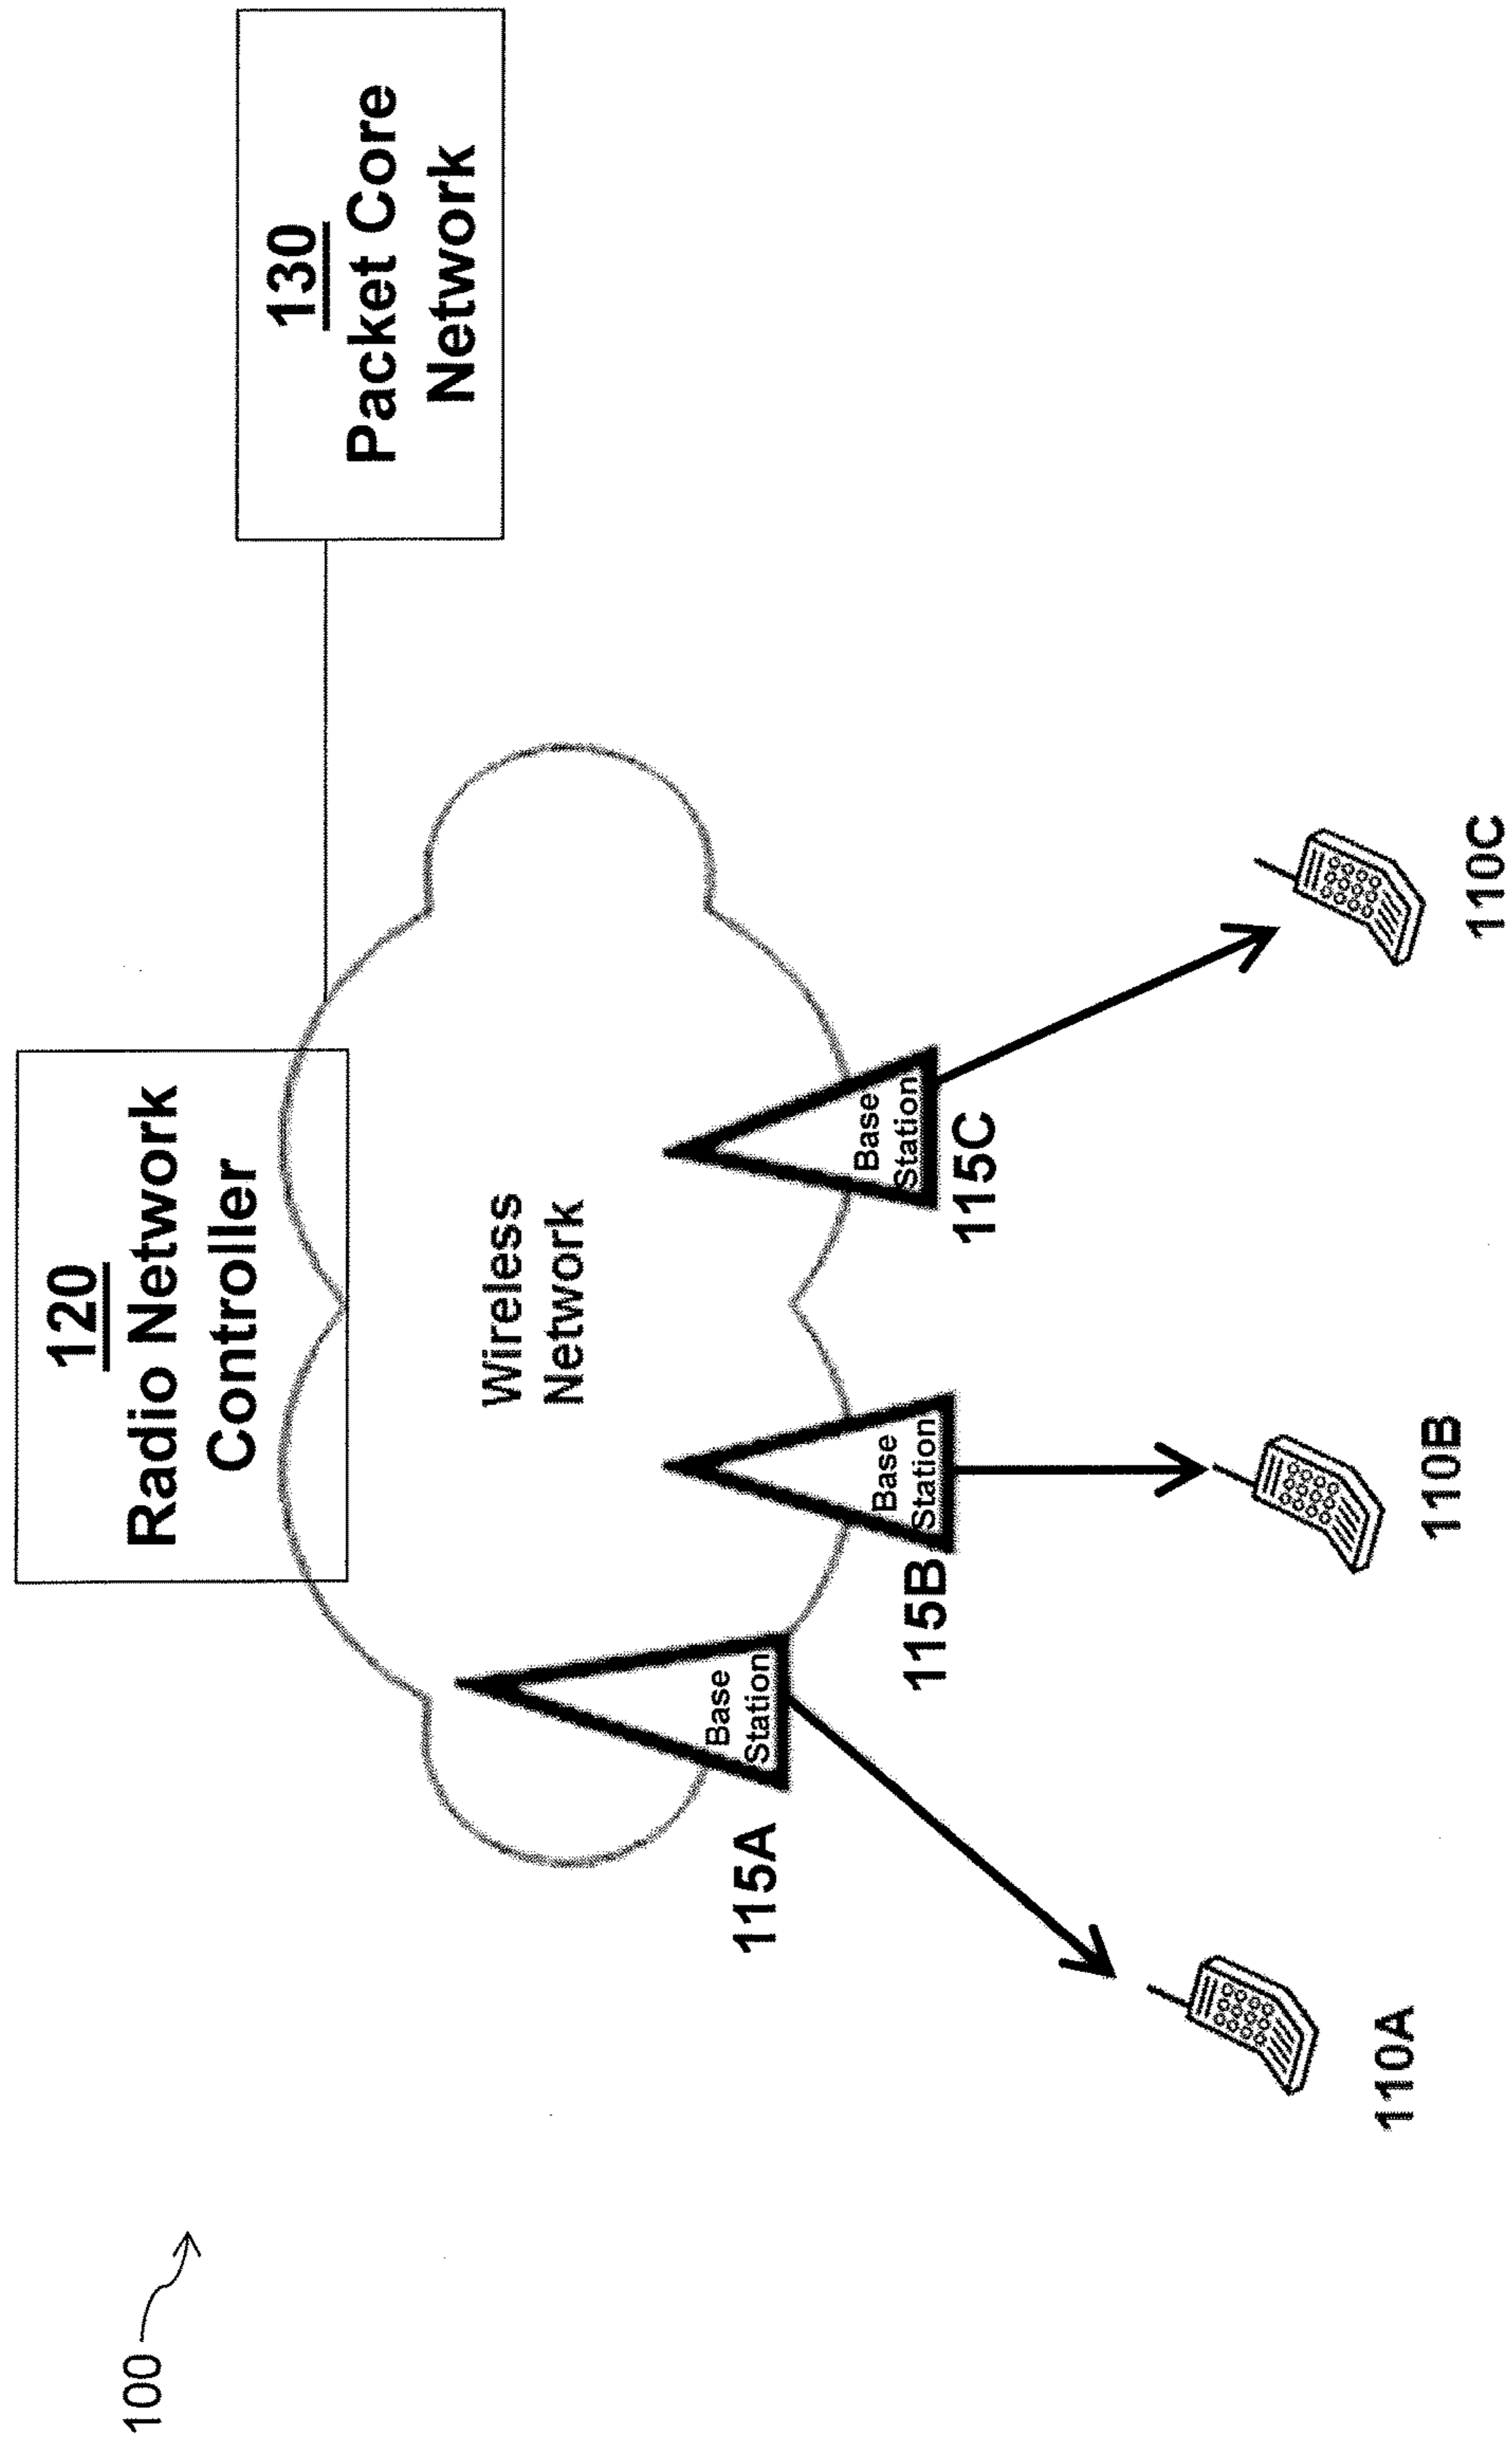 100
120
Radio Network
Controller
130
Packet Core
Network
Wireless
Network
Base
Station
115A
Base
Station
115B
Base
Station
115C
110A
110B
110C